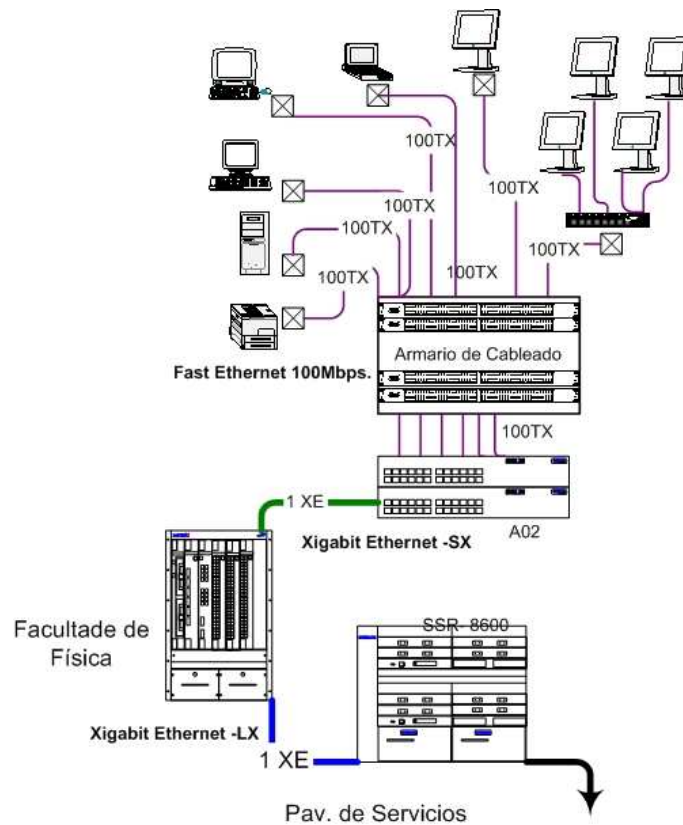 100TX
100TX
100TX
100TX
100TX
100TX
100TX
Fast Ethernet 100Mbps.
Armario de Cableado
100TX
1 XE
A02
Xigabit Ethernet -SX
SSR- 8600
Facultade de
Física
Xigabit Ethernet -LX
1 XE
Pav. de Servicios